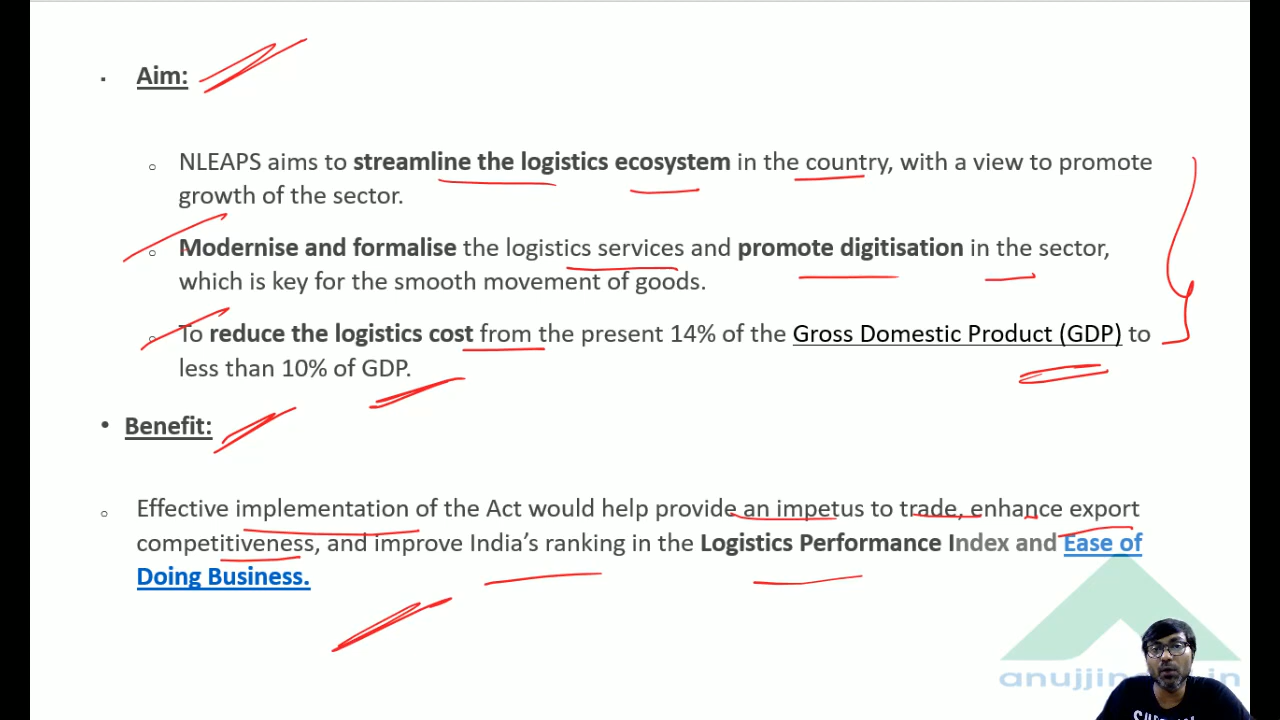 ▪ Aim:
○ NLEAPS aims to streamline the logistics ecosystem in the country, with a view to promote
growth of the sector.
○ Modernise and formalise the logistics services and promote digitisation in the sector,
which is key for the smooth movement of goods.
○ To reduce the logistics cost from the present 14% of the Gross Domestic Product (GDP) to
less than 10% of GDP.
• Benefit:
○ Effective implementation of the Act would help provide an impetus to trade, enhance export
competitiveness, and improve India’s ranking in the Logistics Performance Index and Ease of
Doing Business.